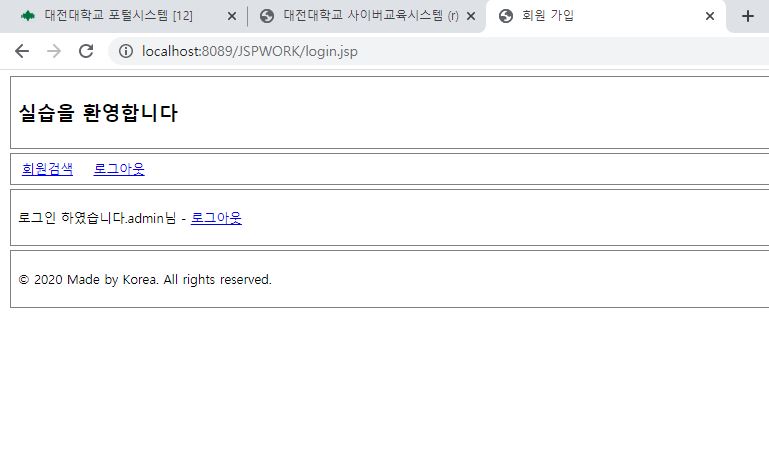 대전대학교 포털시스템 [12]
대전대학교 사이버교육시스템 (r)
회원 가입
localhost:8089/JSPWORK/login.jsp
실습을 환영합니다
회원검색 로그아웃
로그인 하였습니다.admin님 - 로그아웃
© 2020 Made by Korea. All rights reserved.